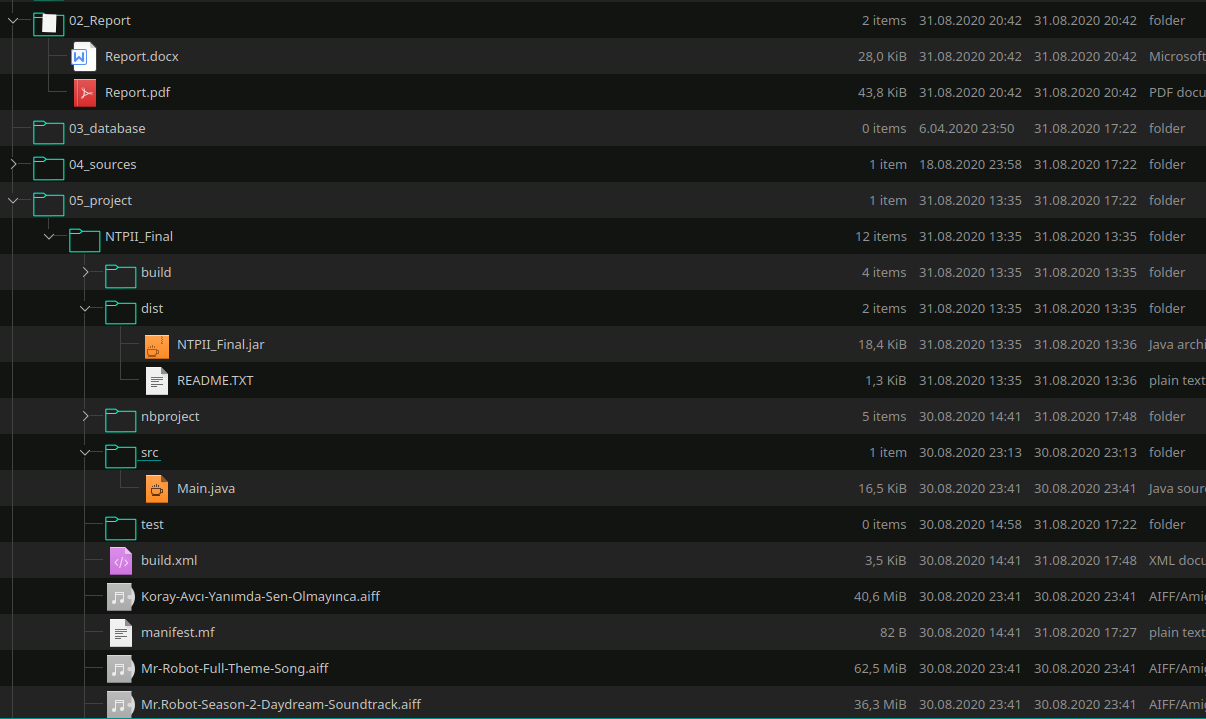 02_Report 2 items 31.08.2020 20:42 31.08.2020 20:42 folder
Report.docx 28,0 KiB 31.08.2020 20:42 31.08.2020 20:42 Microsoft
Report.pdf 43,8 KiB 31.08.2020 20:42 31.08.2020 20:42 PDF docu
03_database 0 items 6.04.2020 23:50 31.08.2020 17:22 folder
04_sources 1 item 18.08.2020 23:58 31.08.2020 17:22 folder
05_project 1 item 31.08.2020 13:35 31.08.2020 17:22 folder
NTPII_Final 12 items 31.08.2020 13:35 31.08.2020 13:35 folder
build 4 items 31.08.2020 13:35 31.08.2020 13:35 folder
dist 2 items 31.08.2020 13:35 31.08.2020 13:35 folder
NTPII_Final.jar 18,4 KiB 31.08.2020 13:35 31.08.2020 13:36 Java archi
README.TXT 1,3 KiB 31.08.2020 13:35 31.08.2020 13:36 plain text
nbproject 5 items 30.08.2020 14:41 31.08.2020 17:48 folder
src 1 item 30.08.2020 23:13 30.08.2020 23:13 folder
Main.java 16,5 KiB 30.08.2020 23:41 30.08.2020 23:41 Java sour
test 0 items 30.08.2020 14:58 31.08.2020 17:22 folder
build.xml 3,5 KiB 30.08.2020 14:41 31.08.2020 17:48 XML docu
Koray-Avcı-Yanımda-Sen-Olmayınca.aiff 40,6 MiB 30.08.2020 23:41 30.08.2020 23:41 AIFF/Amig
manifest.mf 82 B 30.08.2020 14:41 31.08.2020 17:27 plain text
Mr-Robot-Full-Theme-Song.aiff 62,5 MiB 30.08.2020 23:41 30.08.2020 23:41 AIFF/Amig
Mr.Robot-Season-2-Daydream-Soundtrack.aiff 36,3 MiB 30.08.2020 23:41 30.08.2020 23:41 AIFF/Amig